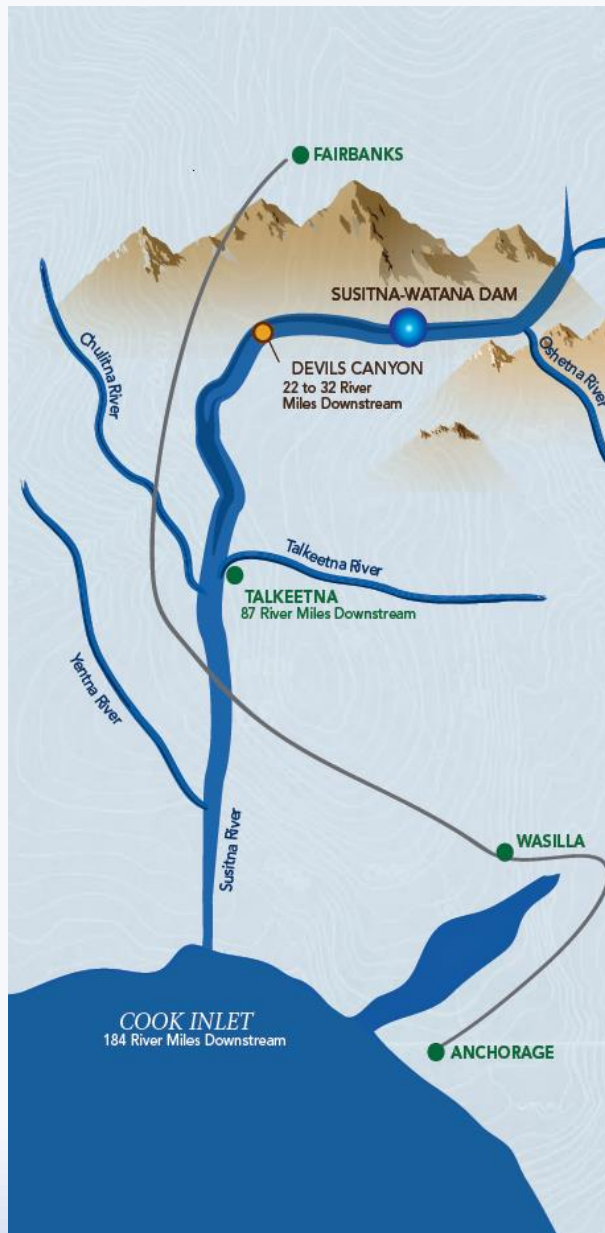 FAIRBANKS
SUSITNA-WATANA DAM
DEVILS CANYON
22 to 32 River
Miles Downstream
Chulitna River
Oshetna River
Talkeetna River
TALKEETNA
87 River Miles Downstream
Yentna River
Susitna River
WASILLA
COOK INLET
184 River Miles Downstream
ANCHORAGE